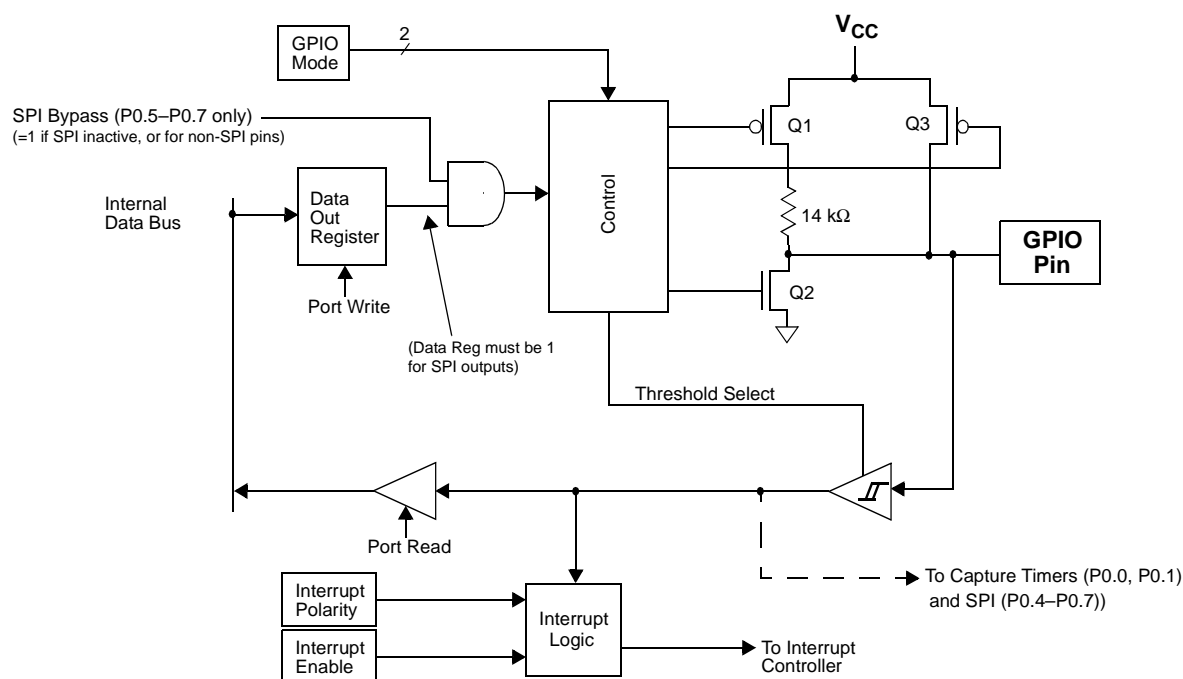 GPIO
Mode
2
VCC
SPI Bypass (P0.5–P0.7 only)
(=1 if SPI inactive, or for non-SPI pins)
Q1
Q3
Internal
Data Bus
Data
Out
Register
Control
14 kΩ
GPIO
Pin
Q2
Port Write
(Data Reg must be 1
for SPI outputs)
Threshold Select
Port Read
To Capture Timers (P0.0, P0.1)
and SPI (P0.4–P0.7))
Interrupt
Polarity
Interrupt
Logic
Interrupt
Enable
To Interrupt
Controller